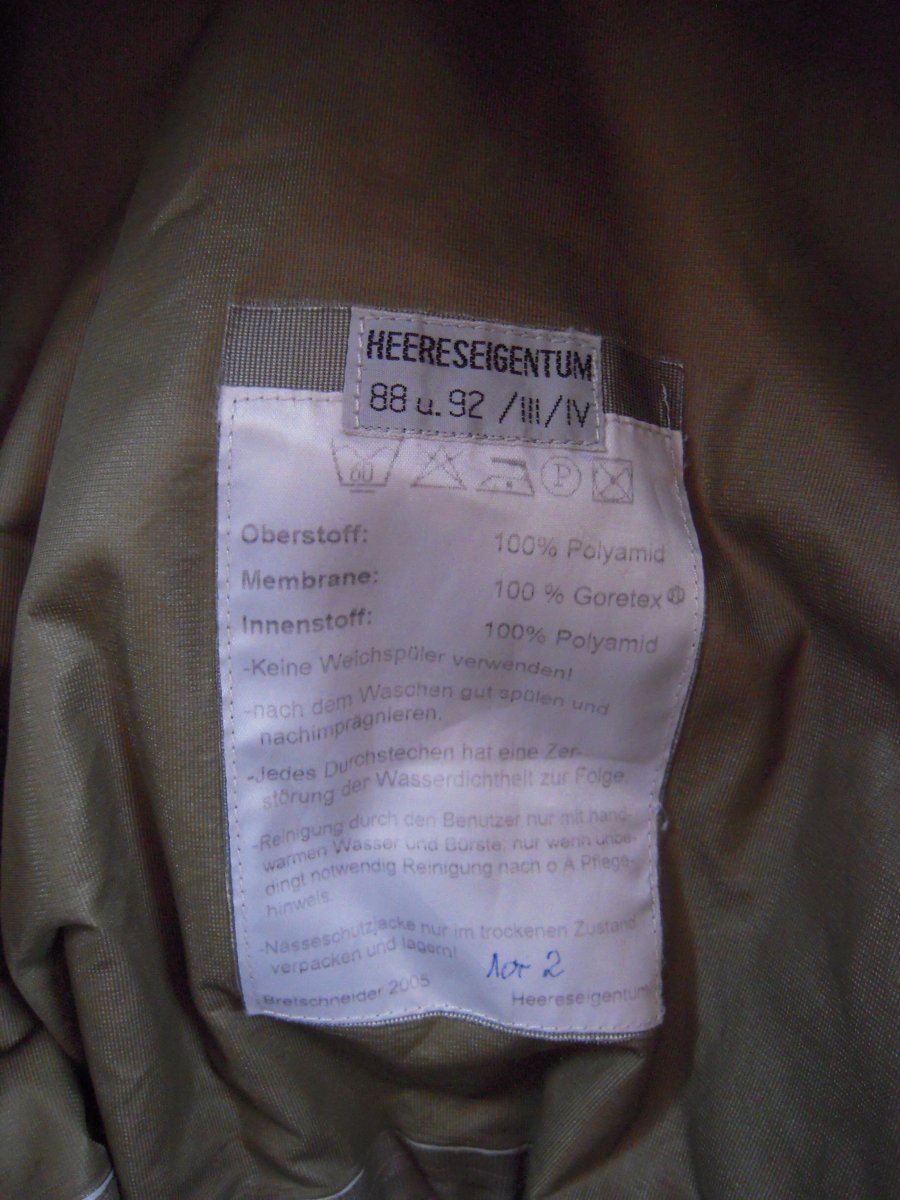 HEERESEIGENTUM
88 u. 92 /III/IV
60 P
Oberstoff: 100% Polyamid
Membrane: 100 % Goretex®
Innenstoff: 100% Polyamid
-Keine Weichspüler verwenden!
-nach dem Waschen gut spülen und
nachimprägnieren.
-Jedes Durchstechen hat eine Zer-
störung der Wasserdichtheit zur Folge.
-Reinigung durch den Benutzer nur mit hand-
warmen Wasser und Bürste; nur wenn unbe-
dingt notwendig Reinigung nach o A Pflege-
hinweis.
-Nässeschutzjacke nur im trockenen Zustand
verpacken und lagern!
2
Bretschneider 2005 Heereseigentum